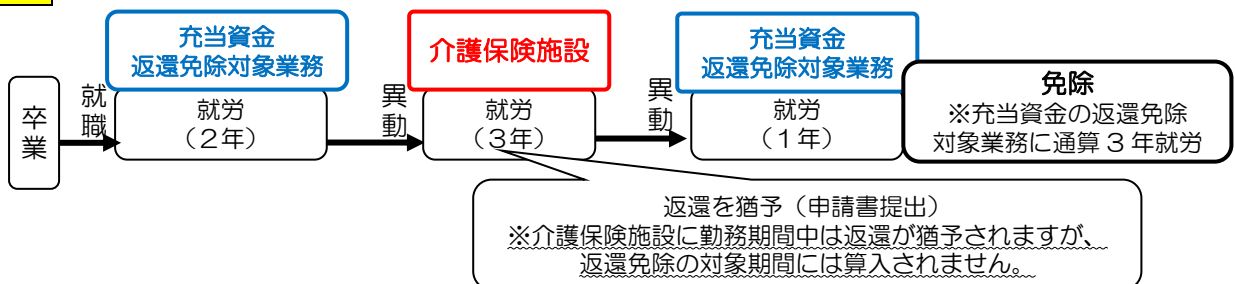 充当資金
返還免除対象業務
介護保険施設
充当資金
返還免除対象業務
卒業
就職
就労
(2年)
異動
就労
(3年)
異動
就労
(1年)
免除
※充当資金の返還免除
対象業務に通算3年就労
返還を猶予(申請書提出)
※介護保険施設に勤務期間中は返還が猶予されますが、
返還免除の対象期間には算入されません。